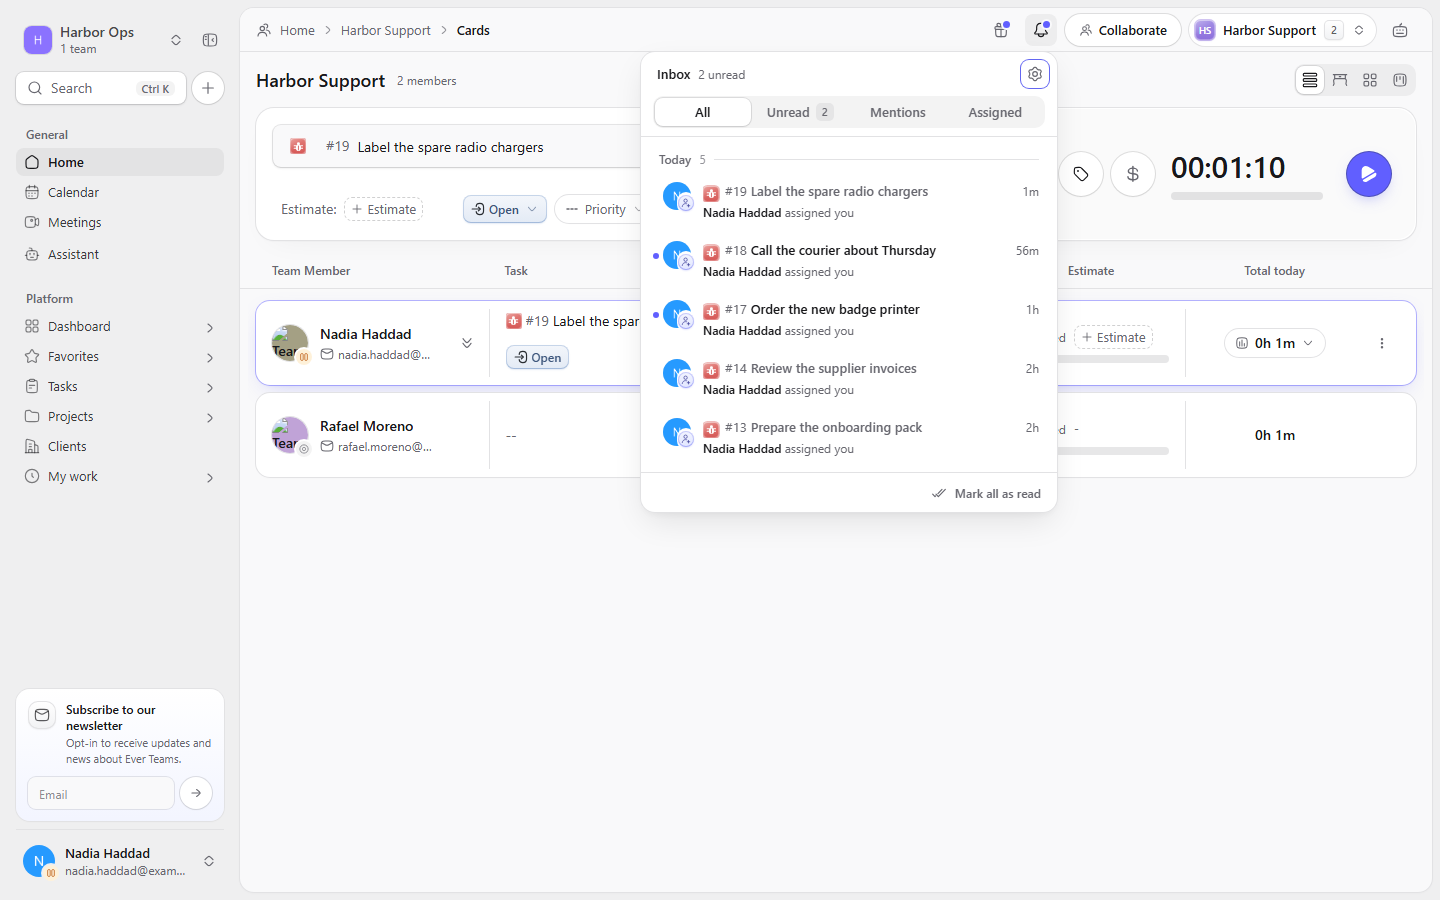 H
Harbor Ops
1 team
Search
Ctrl K
General
Home
Calendar
Meetings
Assistant
Platform
Dashboard
Favorites
Tasks
Projects
Clients
My work
Subscribe to our
newsletter
Opt-in to receive updates and
news about Ever Teams.
Email
N
Nadia Haddad
nadia.haddad@exam...
Home
Harbor Support
Cards
Collaborate
HS
Harbor Support
2
Harbor Support
2 members
#19 Label the spare radio chargers
Estimate:
+ Estimate
Open
--- Priority
$
00:01:10
Team Member
Task
Estimate
Total today
Tear
Nadia Haddad
nadia.haddad@...
#19 Label the spar
Open
d
+ Estimate
0h 1m
Tear
Rafael Moreno
rafael.moreno@...
--
d
-
0h 1m
Inbox
2 unread
All
Unread
2
Mentions
Assigned
Today
5
N
#19 Label the spare radio chargers
1m
Nadia Haddad assigned you
N
#18 Call the courier about Thursday
56m
Nadia Haddad assigned you
N
#17 Order the new badge printer
1h
Nadia Haddad assigned you
N
#14 Review the supplier invoices
2h
Nadia Haddad assigned you
N
#13 Prepare the onboarding pack
2h
Nadia Haddad assigned you
Mark all as read